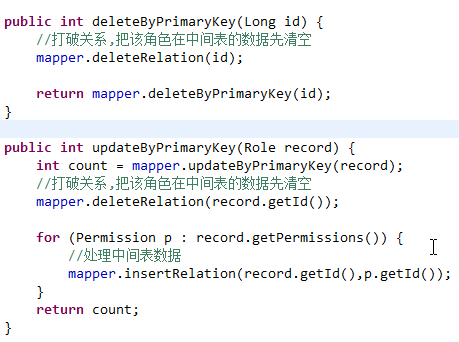 public int deleteByPrimaryKey(Long id) {
    //打破关系,把该角色在中间表的数据先清空
    mapper.deleteRelation(id);
    return mapper.deleteByPrimaryKey(id);
}
public int updateByPrimaryKey(Role record) {
    int count = mapper.updateByPrimaryKey(record);
    //打破关系,把该角色在中间表的数据先清空
    mapper.deleteRelation(record.getId());
    for (Permission p : record.getPermissions()) {
        //处理中间表数据
        mapper.insertRelation(record.getId(),p.getId());
    }
    return count;
}